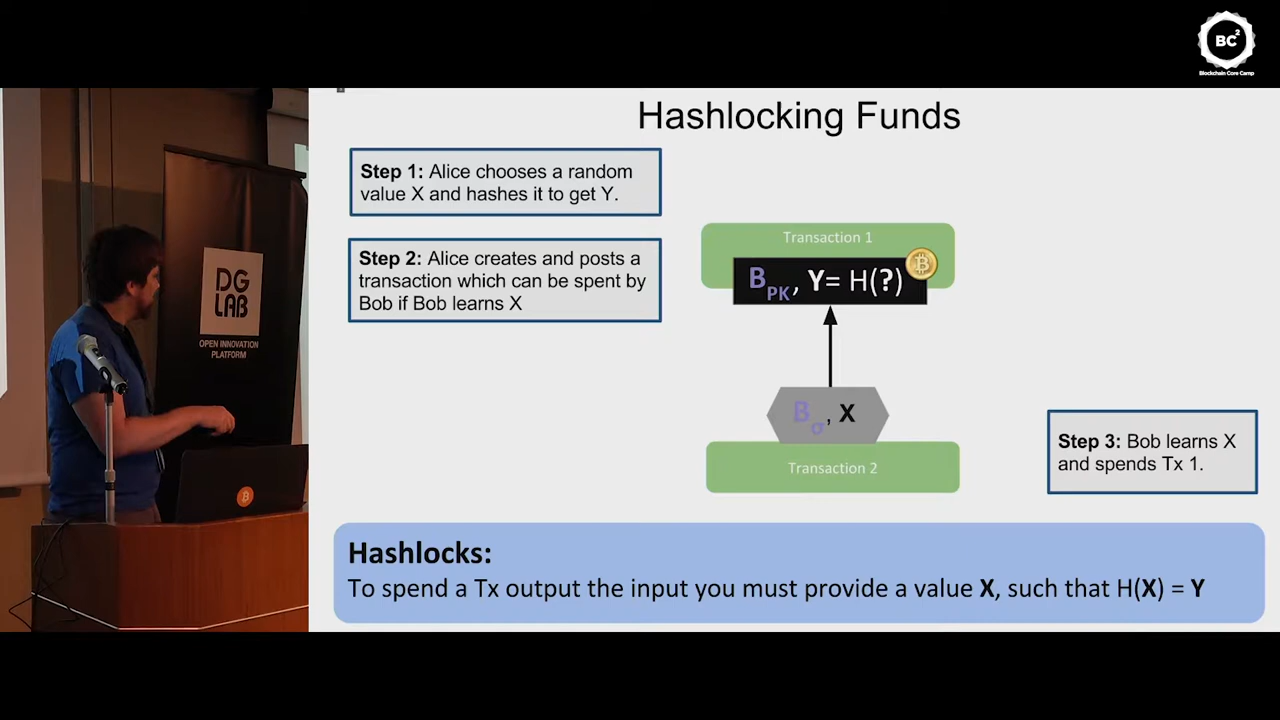 BC²
Blockchain Core Camp
Hashlocking Funds
Step 1: Alice chooses a random
value X and hashes it to get Y.
Step 2: Alice creates and posts a
transaction which can be spent by
Bob if Bob learns X
Transaction 1
B_PK, Y= H(?)
B_σ, X
Transaction 2
Step 3: Bob learns X
and spends Tx 1.
Hashlocks:
To spend a Tx output the input you must provide a value X, such that H(X) = Y
DG
LAB
OPEN INNOVATION
PLATFORM